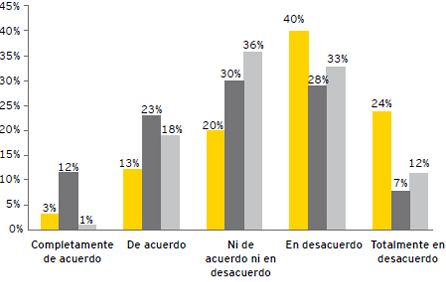 45%
40%
35%
30%
25%
20%
15%
10%
5%
0%
3%
12%
1%
13%
23%
18%
20%
30%
36%
40%
28%
33%
24%
7%
12%
Completamente
de acuerdo
De acuerdo
Ni de
acuerdo ni en
desacuerdo
En desacuerdo
Totalmente en
desacuerdo